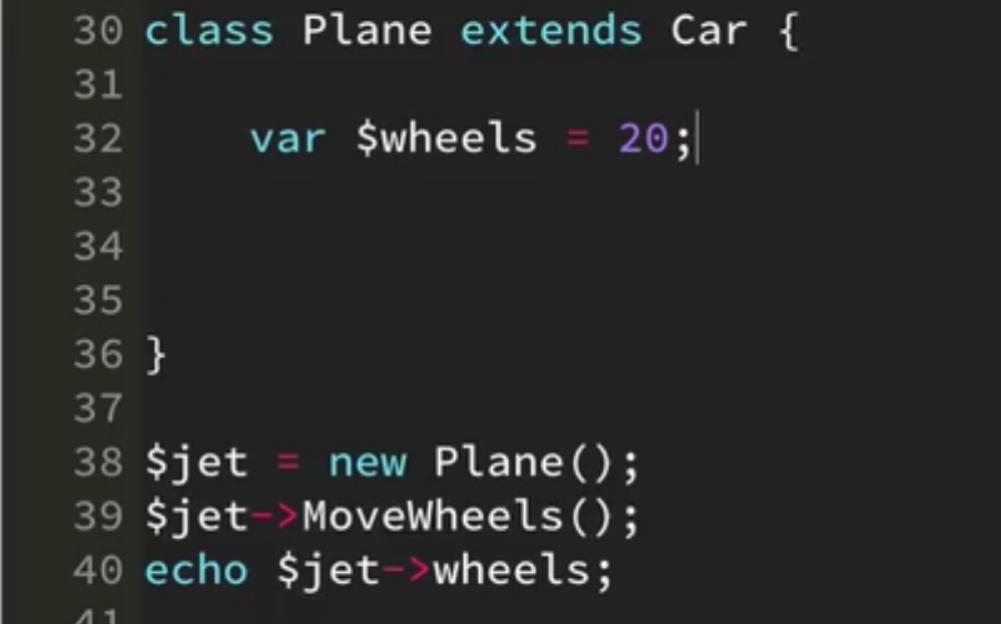 30 class Plane extends Car {
31
32     var $wheels = 20;
33
34
35
36 }
37
38 $jet = new Plane();
39 $jet->MoveWheels();
40 echo $jet->wheels;
41